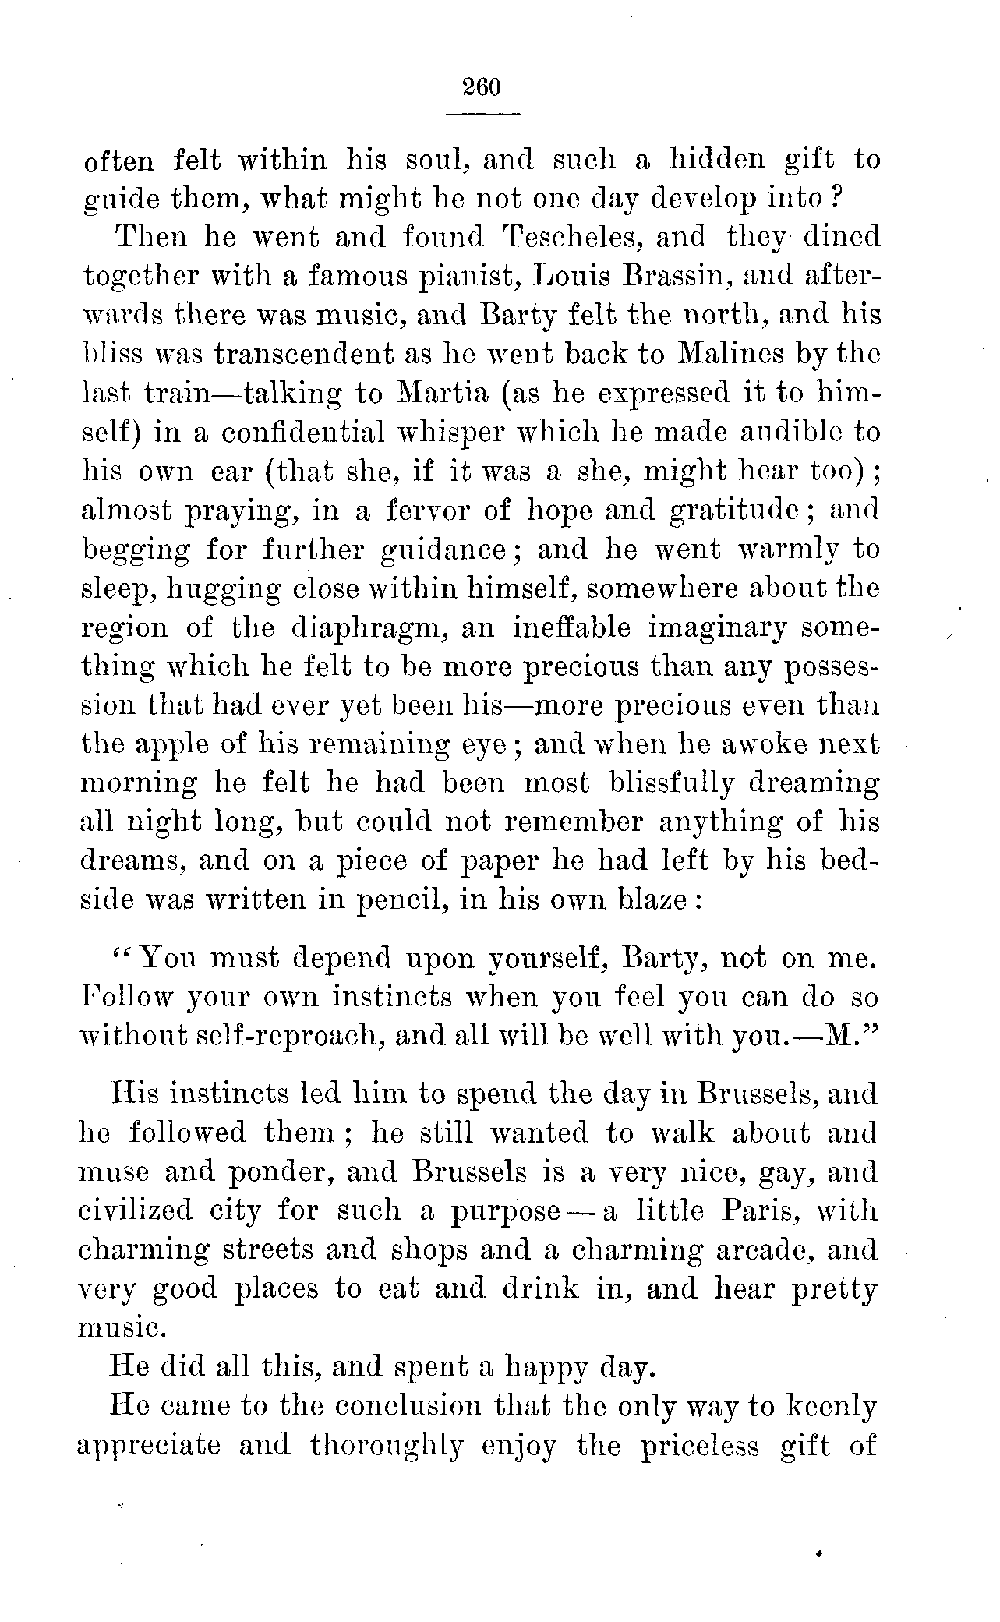 260
often felt within his soul, and such a hidden gift to
guide them, what might he not one day develop into ?
Then he went and found Tescheles, and they dined
together with a famous pianist, Louis Brassin, and after-
wards there was music, and Barty felt the north, and his
bliss was transcendent as he went back to Malines by the
last train—talking to Martia (as he expressed it to him-
self) in a confidential whisper which he made audible to
his own ear (that she, if it was a she, might hear too) ;
almost praying, in a fervor of hope and gratitude ; and
begging for further guidance ; and he went warmly to
sleep, hugging close within himself, somewhere about the
region of the diaphragm, an ineffable imaginary some-
thing which he felt to be more precious than any posses-
sion that had ever yet been his—more precious even than
the apple of his remaining eye ; and when he awoke next
morning he felt he had been most blissfully dreaming
all night long, but could not remember anything of his
dreams, and on a piece of paper he had left by his bed-
side was written in pencil, in his own blaze :
“ You must depend upon yourself, Barty, not on me.
Follow your own instincts when you feel you can do so
without self-reproach, and all will be well with you.—M.”
His instincts led him to spend the day in Brussels, and
he followed them ; he still wanted to walk about and
muse and ponder, and Brussels is a very nice, gay, and
civilized city for such a purpose — a little Paris, with
charming streets and shops and a charming arcade, and
very good places to eat and drink in, and hear pretty
music.
He did all this, and spent a happy day.
He came to the conclusion that the only way to keenly
appreciate and thoroughly enjoy the priceless gift of